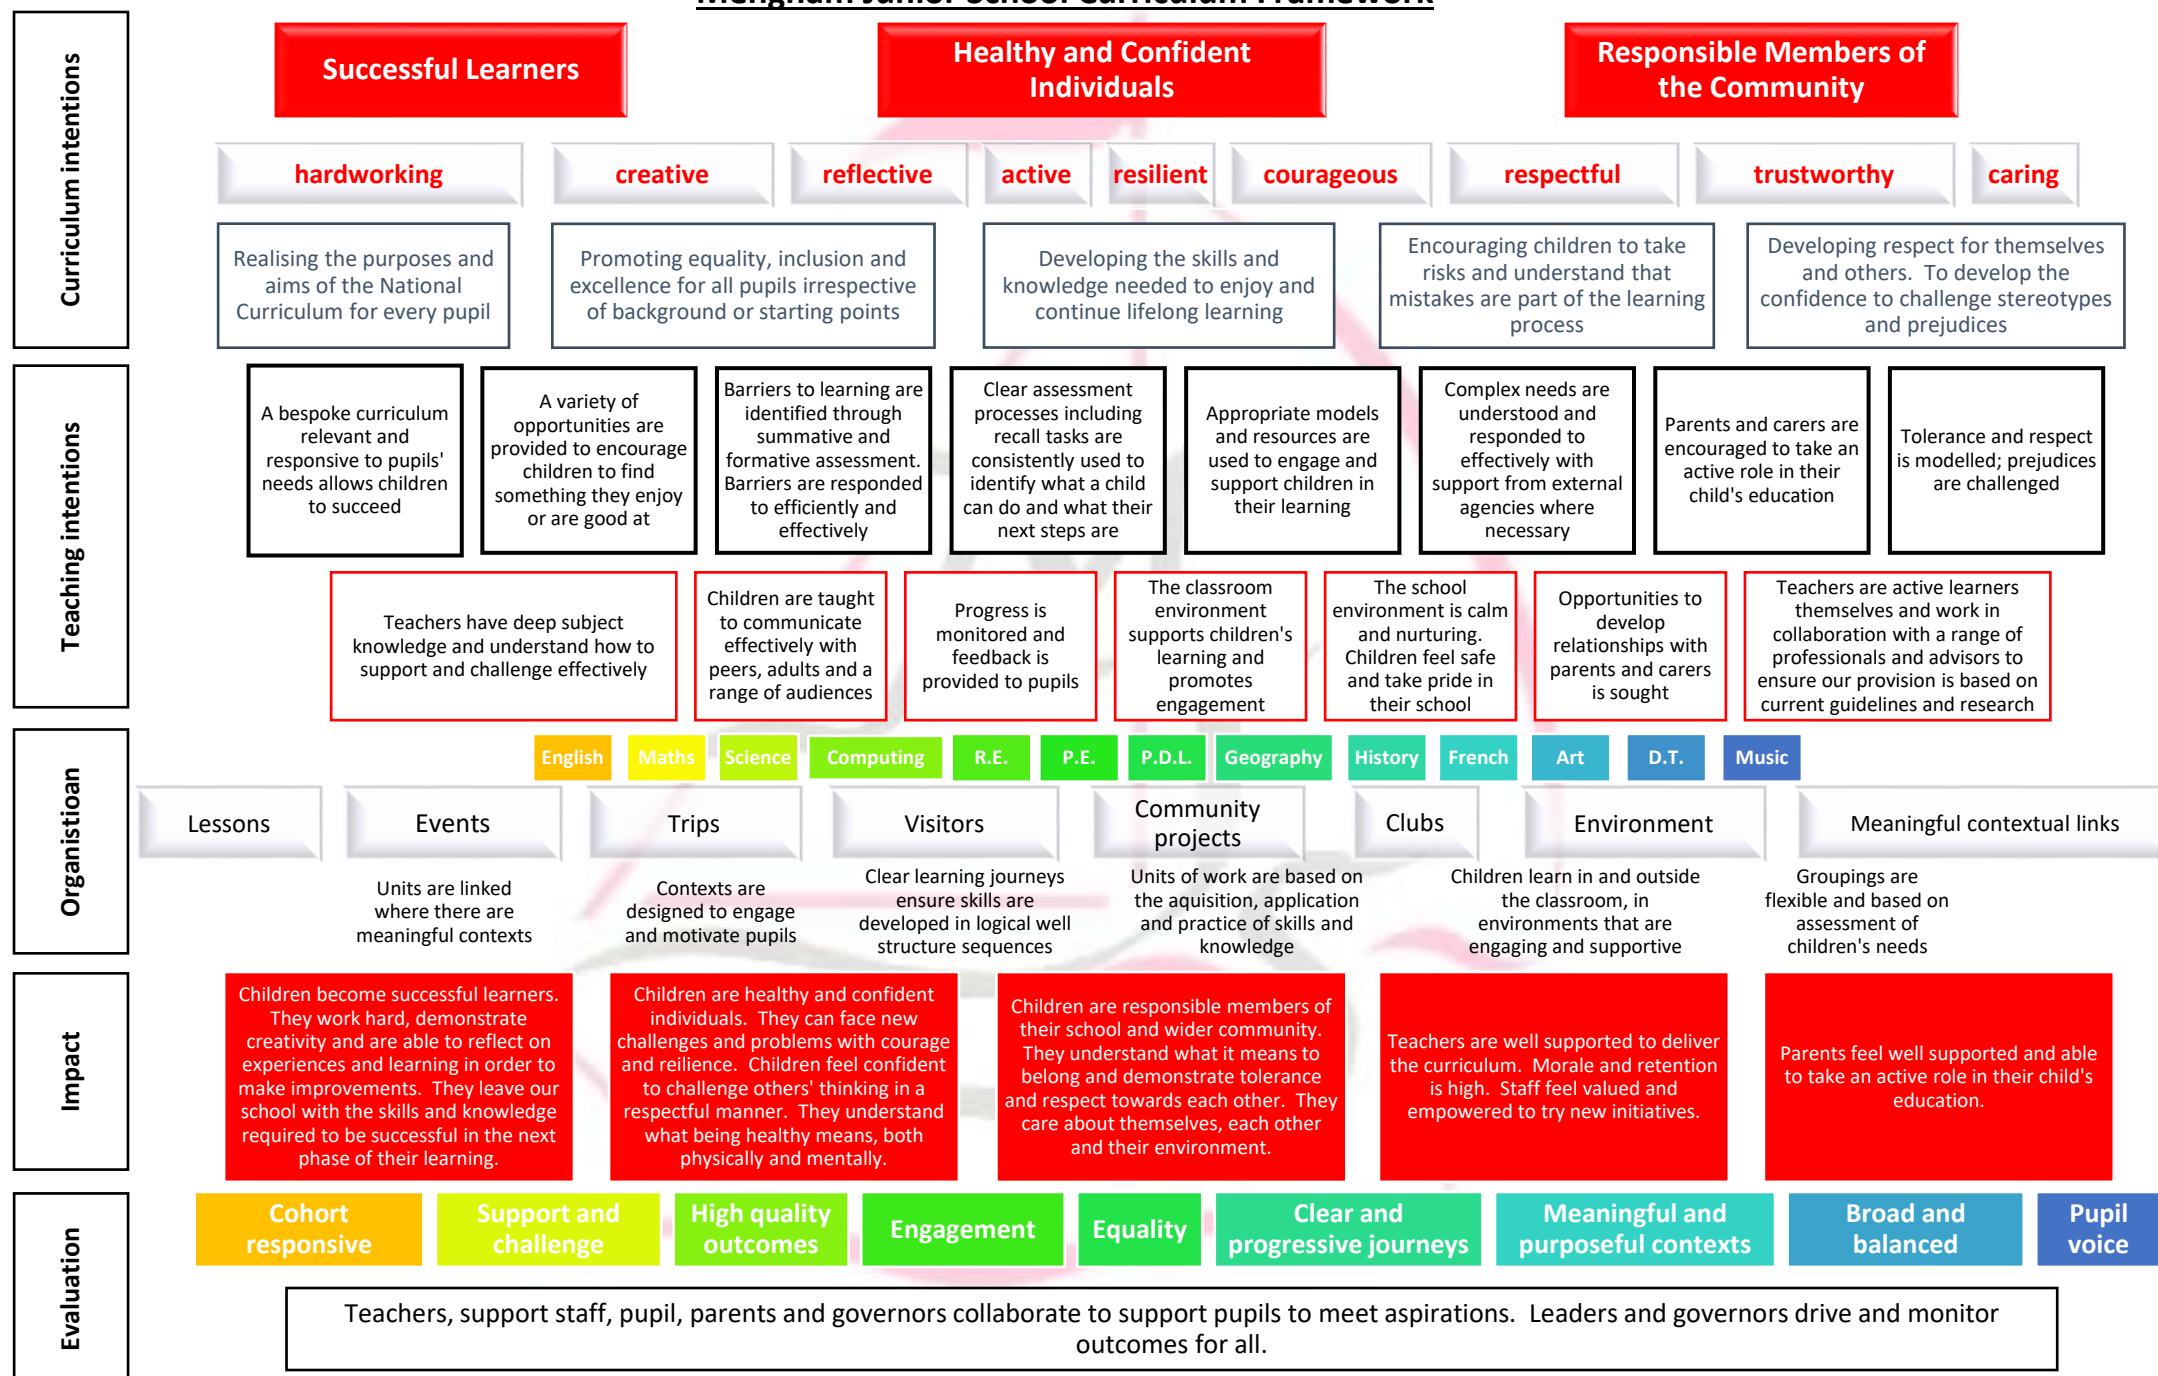 Mengham Junior School Curriculum Framework
Curriculum intentions
Successful Learners
Healthy and Confident
Individuals
Responsible Members of
the Community
hardworking
creative
reflective
active
resilient
courageous
respectful
trustworthy
caring
Realising the purposes and
aims of the National
Curriculum for every pupil
Promoting equality, inclusion and
excellence for all pupils irrespective
of background or starting points
Developing the skills and
knowledge needed to enjoy and
continue lifelong learning
Encouraging children to take
risks and understand that
mistakes are part of the learning
process
Developing respect for themselves
and others.  To develop the
confidence to challenge stereotypes
and prejudices
Teaching intentions
A bespoke curriculum
relevant and
responsive to pupils'
needs allows children
to succeed
A variety of
opportunities are
provided to encourage
children to find
something they enjoy
or are good at
Barriers to learning are
identified through
summative and
formative assessment.
Barriers are responded
to efficiently and
effectively
Clear assessment
processes including
recall tasks are
consistently used to
identify what a child
can do and what their
next steps are
Appropriate models
and resources are
used to engage and
support children in
their learning
Complex needs are
understood and
responded to
effectively with
support from external
agencies where
necessary
Parents and carers are
encouraged to take an
active role in their
child's education
Tolerance and respect
is modelled; prejudices
are challenged
Teachers have deep subject
knowledge and understand how to
support and challenge effectively
Children are taught
to communicate
effectively with
peers, adults and a
range of audiences
Progress is
monitored and
feedback is
provided to pupils
The classroom
environment
supports children's
learning and
promotes
engagement
The school
environment is calm
and nurturing.
Children feel safe
and take pride in
their school
Opportunities to
develop
relationships with
parents and carers
is sought
Teachers are active learners
themselves and work in
collaboration with a range of
professionals and advisors to
ensure our provision is based on
current guidelines and research
Organistioan
English
Maths
Science
Computing
R.E.
P.E.
P.D.L.
Geography
History
French
Art
D.T.
Music
Lessons
Events
Trips
Visitors
Community
projects
Clubs
Environment
Meaningful contextual links
Units are linked
where there are
meaningful contexts
Contexts are
designed to engage
and motivate pupils
Clear learning journeys
ensure skills are
developed in logical well
structure sequences
Units of work are based on
the aquisition, application
and practice of skills and
knowledge
Children learn in and outside
the classroom, in
environments that are
engaging and supportive
Groupings are
flexible and based on
assessment of
children's needs
Impact
Children become successful learners.
They work hard, demonstrate
creativity and are able to reflect on
experiences and learning in order to
make improvements.  They leave our
school with the skills and knowledge
required to be successful in the next
phase of their learning.
Children are healthy and confident
individuals.  They can face new
challenges and problems with courage
and reilience.  Children feel confident
to challenge others' thinking in a
respectful manner.  They understand
what being healthy means, both
physically and mentally.
Children are responsible members of
their school and wider community.
They understand what it means to
belong and demonstrate tolerance
and respect towards each other.  They
care about themselves, each other
and their environment.
Teachers are well supported to deliver
the curriculum.  Morale and retention
is high.  Staff feel valued and
empowered to try new initiatives.
Parents feel well supported and able
to take an active role in their child's
education.
Evaluation
Cohort
responsive
Support and
challenge
High quality
outcomes
Engagement
Equality
Clear and
progressive journeys
Meaningful and
purposeful contexts
Broad and
balanced
Pupil
voice
Teachers, support staff, pupil, parents and governors collaborate to support pupils to meet aspirations.  Leaders and governors drive and monitor
outcomes for all.